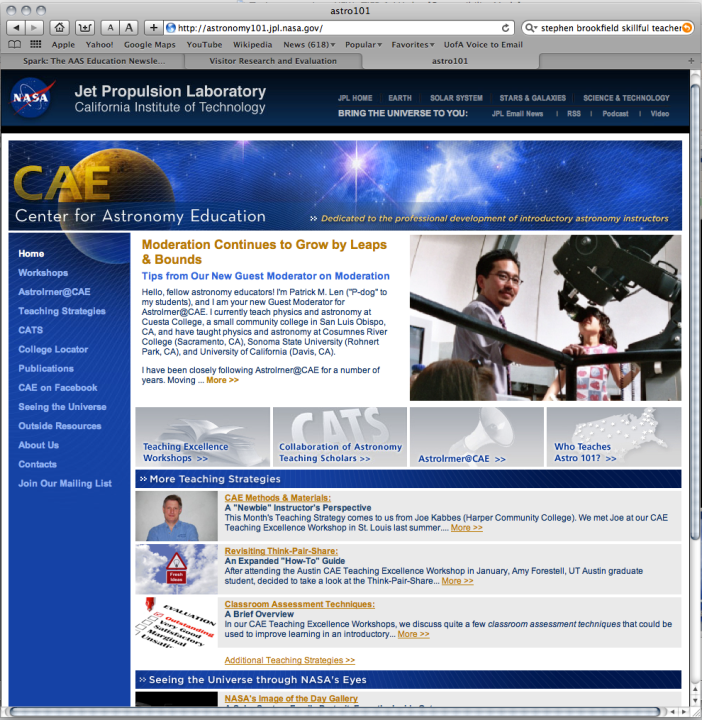 astro101
A A + http://astronomy101.jpl.nasa.gov/ stephen brookfield skillful teacher
Apple Yahoo! Google Maps YouTube Wikipedia News (618) Popular Favorites UofA Voice to Email
Spark: The AAS Education Newsle... Visitor Research and Evaluation astro101 +
NASA
Jet Propulsion Laboratory
California Institute of Technology
JPL HOME EARTH SOLAR SYSTEM STARS & GALAXIES SCIENCE & TECHNOLOGY
BRING THE UNIVERSE TO YOU: JPL Email News | RSS | Podcast | Video
CAE
Center for Astronomy Education
>> Dedicated to the professional development of introductory astronomy instructors
Home
Workshops
Astrolrner@CAE
Teaching Strategies
CATS
College Locator
Publications
CAE on Facebook
Seeing the Universe
Outside Resources
About Us
Contacts
Join Our Mailing List
Moderation Continues to Grow by Leaps
& Bounds
Tips from Our New Guest Moderator on Moderation
Hello, fellow astronomy educators! I'm Patrick M. Len ("P-dog" to
my students), and I am your new Guest Moderator for
Astrolrner@CAE. I currently teach physics and astronomy at
Cuesta College, a small community college in San Luis Obispo,
CA, and have taught physics and astronomy at Cosumnes River
College (Sacramento, CA), Sonoma State University (Rohnert
Park, CA), and University of California (Davis, CA).
I have been closely following Astrolrner@CAE for a number of
years. Moving ... More >>
Teaching Excellence
Workshops >>
CATS
Collaboration of Astronomy
Teaching Scholars >>
Astrolrner@CAE >>
Who Teaches
Astro 101? >>
>> More Teaching Strategies
CAE Methods & Materials:
A "Newbie" Instructor's Perspective
This Month's Teaching Strategy comes to us from Joe Kabbes (Harper Community College). We met Joe at our CAE
Teaching Excellence Workshop in St. Louis last summer.... More >>
Fresh
Ideas
Revisiting Think-Pair-Share:
An Expanded "How-To" Guide
After attending the Austin CAE Teaching Excellence Workshop in January, Amy Forestell, UT Austin graduate
student, decided to take a look at the Think-Pair-Share... More >>
EVALUATION
Outstanding
Very Good
Satisfactory
Marginal
Unsatis
Classroom Assessment Techniques:
A Brief Overview
In our CAE Teaching Excellence Workshops, we discuss quite a few classroom assessment techniques that could be
used to improve learning in an introductory... More >>
Additional Teaching Strategies >>
>> Seeing the Universe through NASA's Eyes
NASA's Image of the Day Gallery